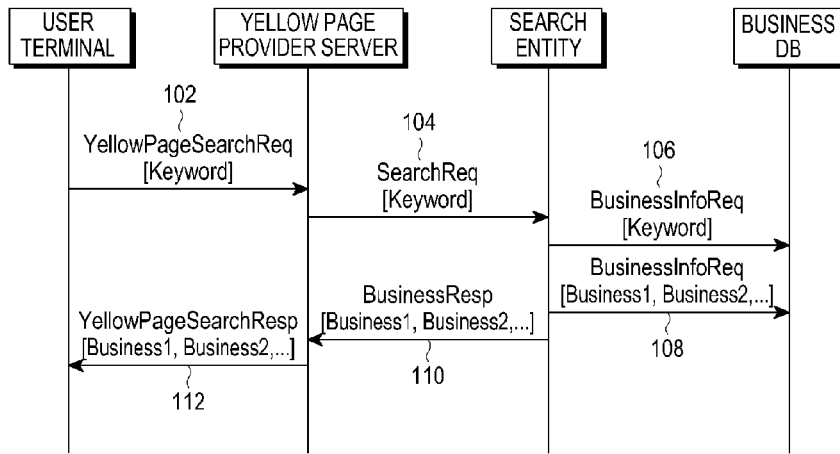 USER
TERMINAL
YELLOW PAGE
PROVIDER SERVER
SEARCH
ENTITY
BUSINESS
DB
102
YellowPageSearchReq
[Keyword]
104
SearchReq
[Keyword]
106
BusinessInfoReq
[Keyword]
BusinessInfoReq
[Business1, Business2,...]
108
BusinessResp
[Business1, Business2,...]
110
YellowPageSearchResp
[Business1, Business2,...]
112